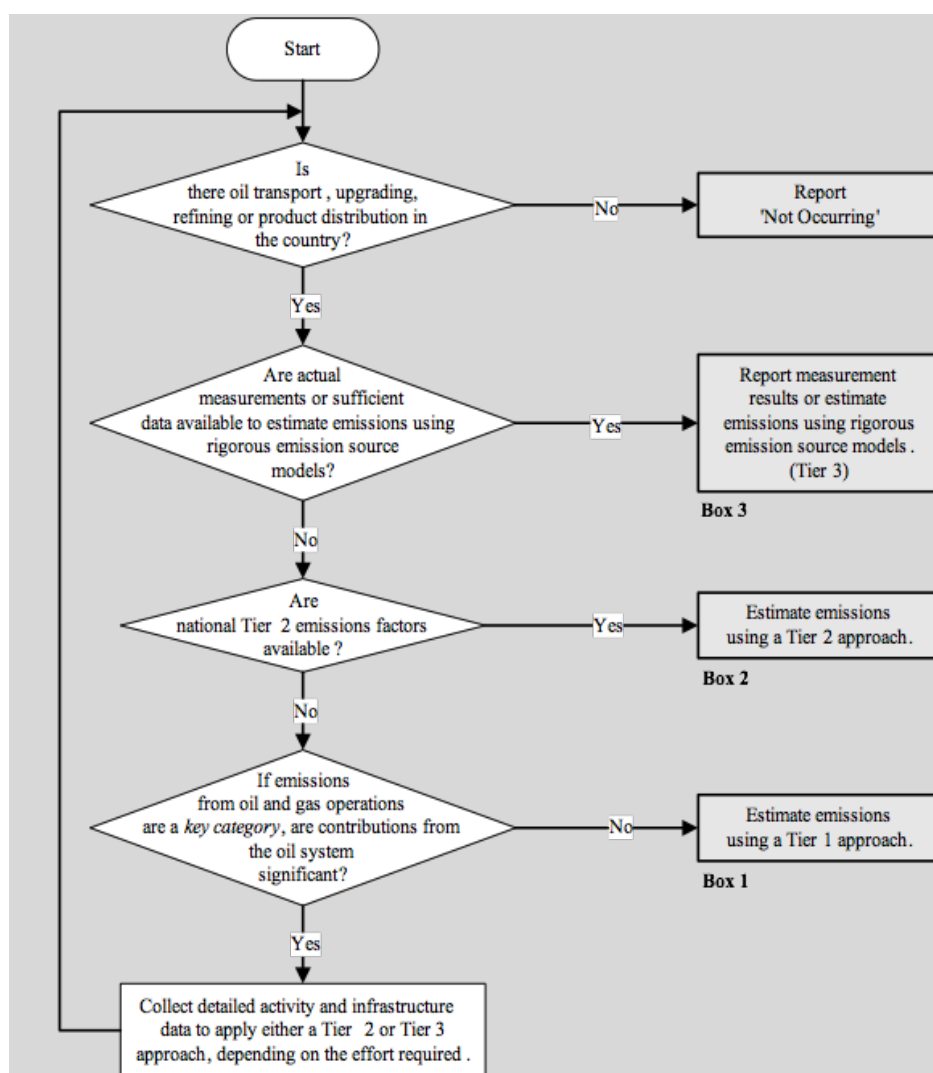 Start
Is
there oil transport , upgrading,
refining or product distribution in
the country?
No
Report
'Not Occurring'
Yes
Are actual
measurements or sufficient
data available to estimate emissions using
rigorous emission source
models?
Yes
Report measurement
results or estimate
emissions using rigorous
emission source models .
(Tier 3)
Box 3
No
Are
national Tier 2 emissions factors
available ?
Yes
Estimate emissions
using a Tier 2 approach.
Box 2
No
If emissions
from oil and gas operations
are a key category, are contributions from
the oil system
significant?
No
Estimate emissions
using a Tier 1 approach.
Box 1
Yes
Collect detailed activity and infrastructure
data to apply either a Tier 2 or Tier 3
approach, depending on the effort required .